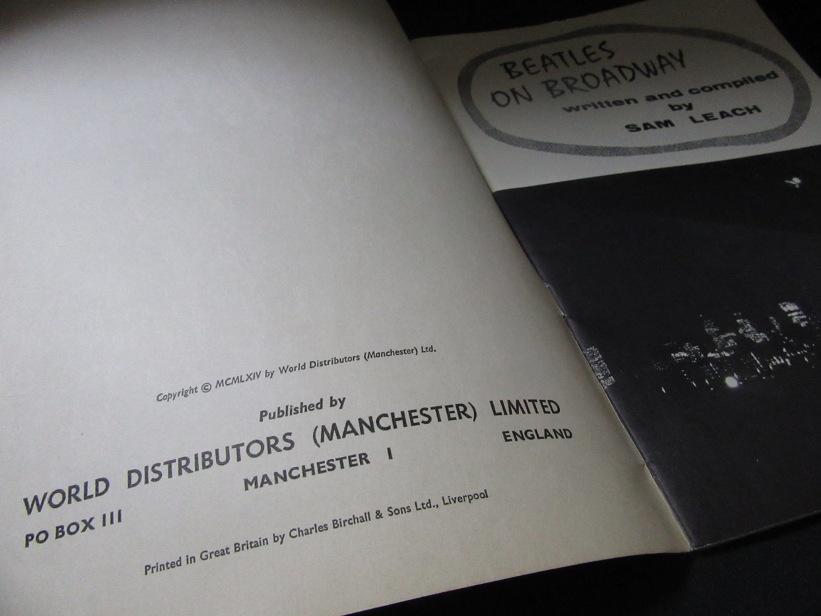 Copyright © MCMLXIV by World Distributors (Manchester) Ltd.
Published by
WORLD DISTRIBUTORS (MANCHESTER) LIMITED
PO BOX III MANCHESTER I ENGLAND
Printed in Great Britain by Charles Birchall & Sons Ltd., Liverpool
BEATLES
ON BROADWAY
written and compiled
by
SAM LEACH